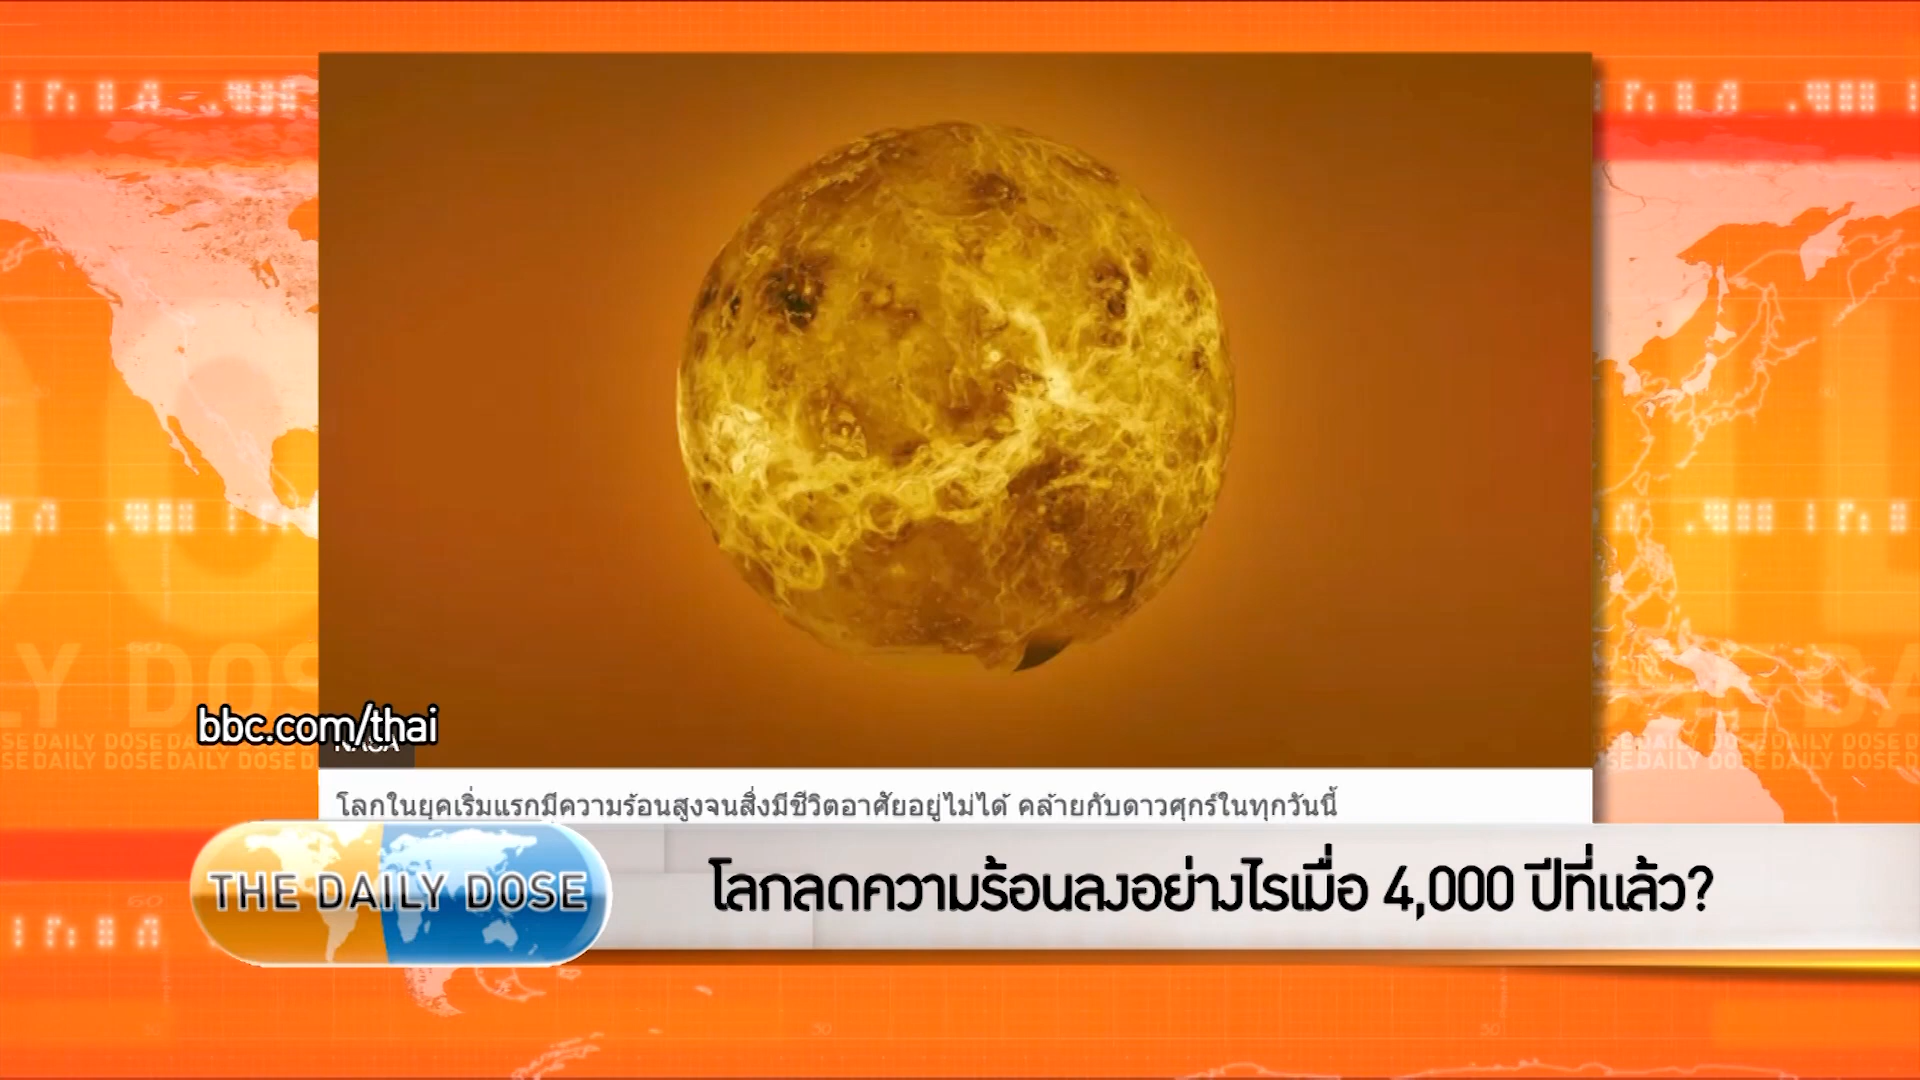 bbc.com/thai
NASA
โลกในยุคเริ่มแรกมีความร้อนสูงจนสิ่งมีชีวิตอาศัยอยู่ไม่ได้ คล้ายกับดาวศุกร์ในทุกวันนี้
THE DAILY DOSE
โลกลดความร้อนลงอย่างไรเมื่อ 4,000 ปีที่แล้ว?